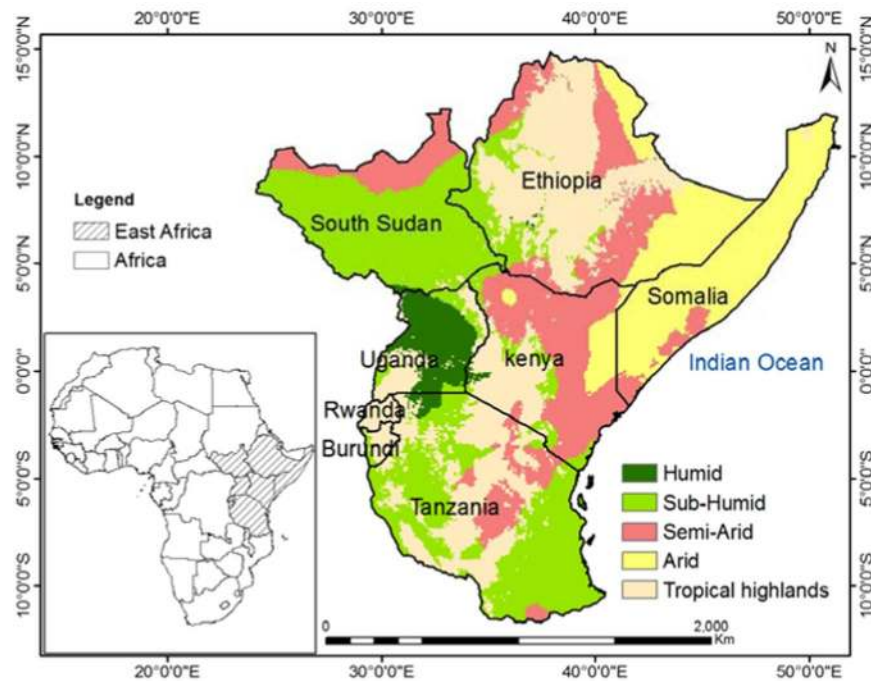 20°0'0"E 30°0'0"E 40°0'0"E 50°0'0"E
15°0'0"N 15°0'0"N
N
10°0'0"N 10°0'0"N
Ethiopia
Legend
East Africa
South Sudan
Africa
5°0'0"N 5°0'0"N
Somalia
Uganda kenya Indian Ocean
0°0'0" 0°0'0"
Rwanda
Burundi
5°0'0"S 5°0'0"S
Tanzania
Humid
Sub-Humid
Semi-Arid
Arid
Tropical highlands
10°0'0"S 10°0'0"S
0 2,000
Km
20°0'0"E 30°0'0"E 40°0'0"E 50°0'0"E